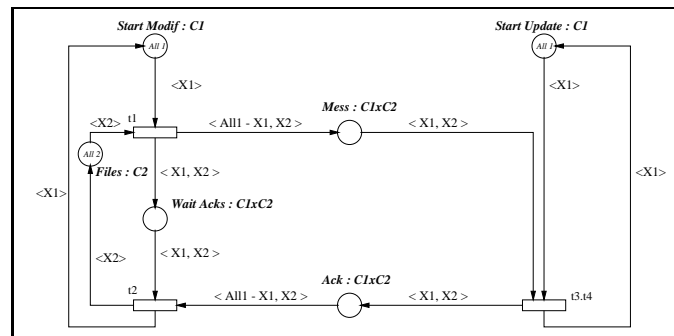 Start Modif : C1
Start Update : C1
All 1
All 1
<X1>
<X1>
<X2>
t1
< All1 - X1, X2 >
Mess : C1xC2
< X1, X2 >
All 2
Files : C2
< X1, X2 >
<X1>
<X1>
Wait Acks : C1xC2
<X2>
< X1, X2 >
t2
< All1 - X1, X2 >
Ack : C1xC2
< X1, X2 >
t3.t4